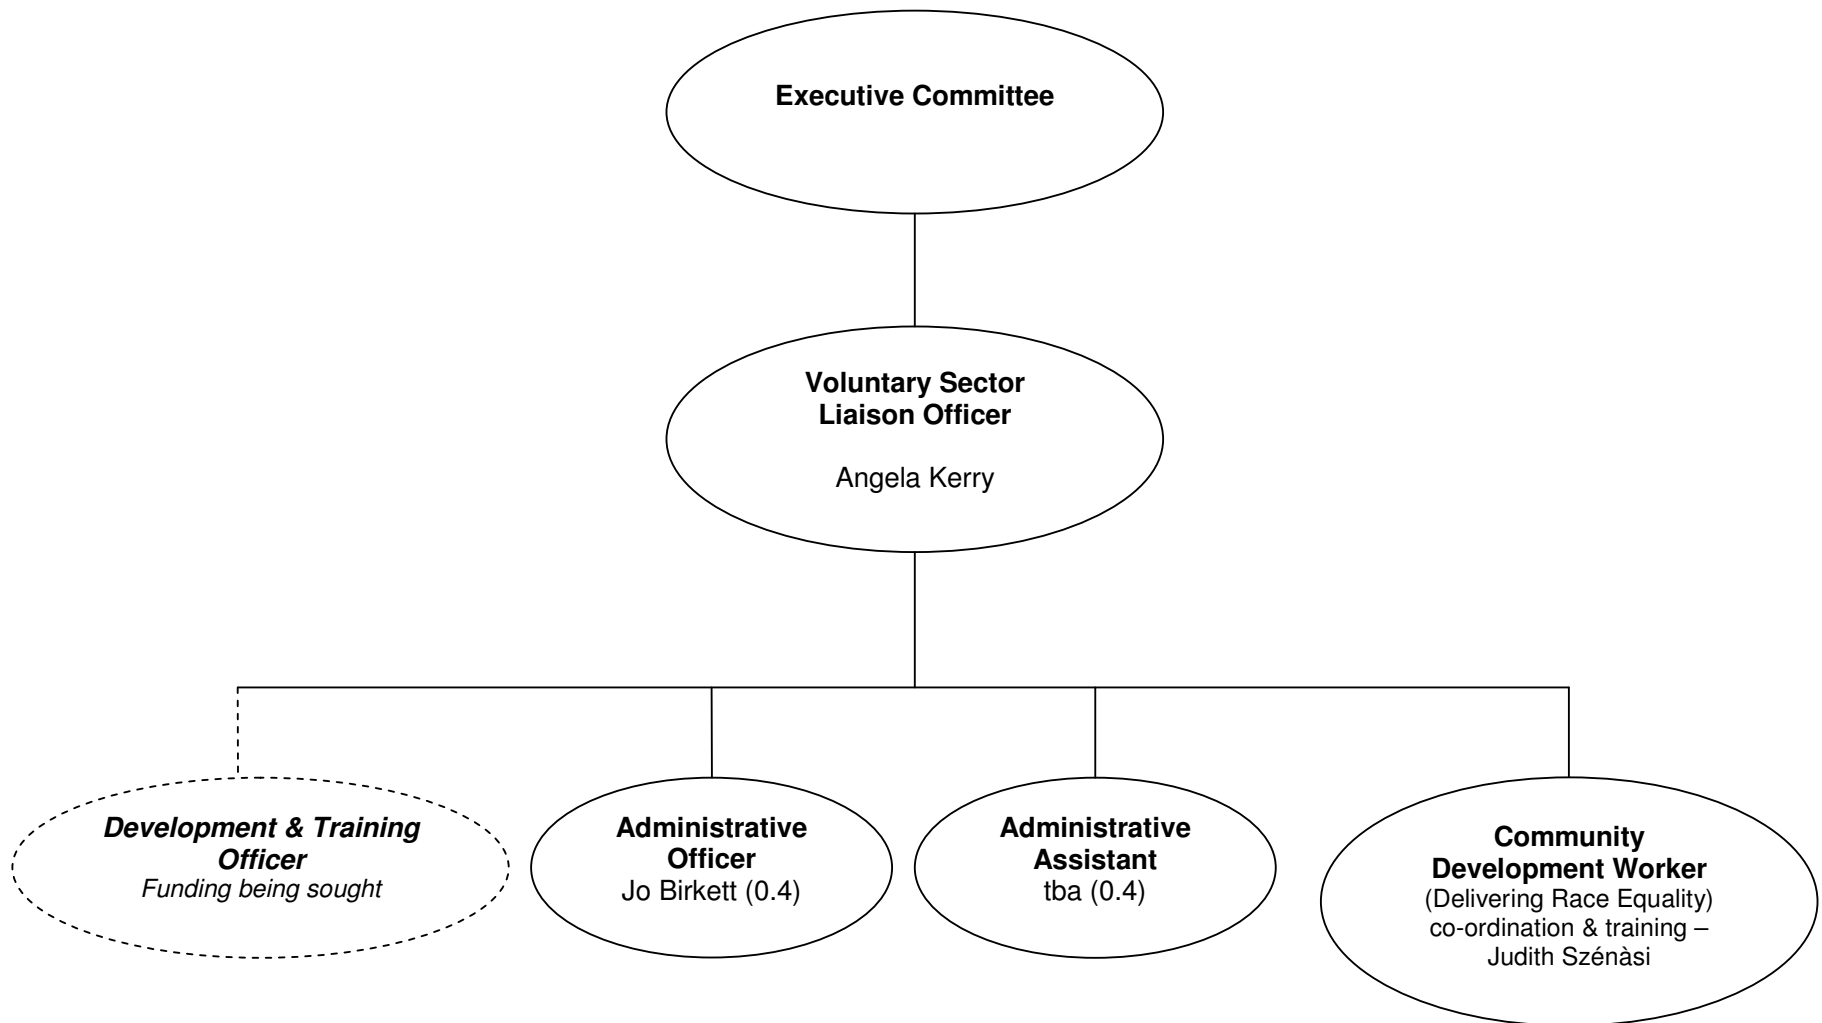 Executive Committee
Voluntary Sector
Liaison Officer
Angela Kerry
Development & Training
Officer
Funding being sought
Administrative
Officer
Jo Birkett (0.4)
Administrative
Assistant
tba (0.4)
Community
Development Worker
(Delivering Race Equality)
co-ordination & training –
Judith Szénàsi